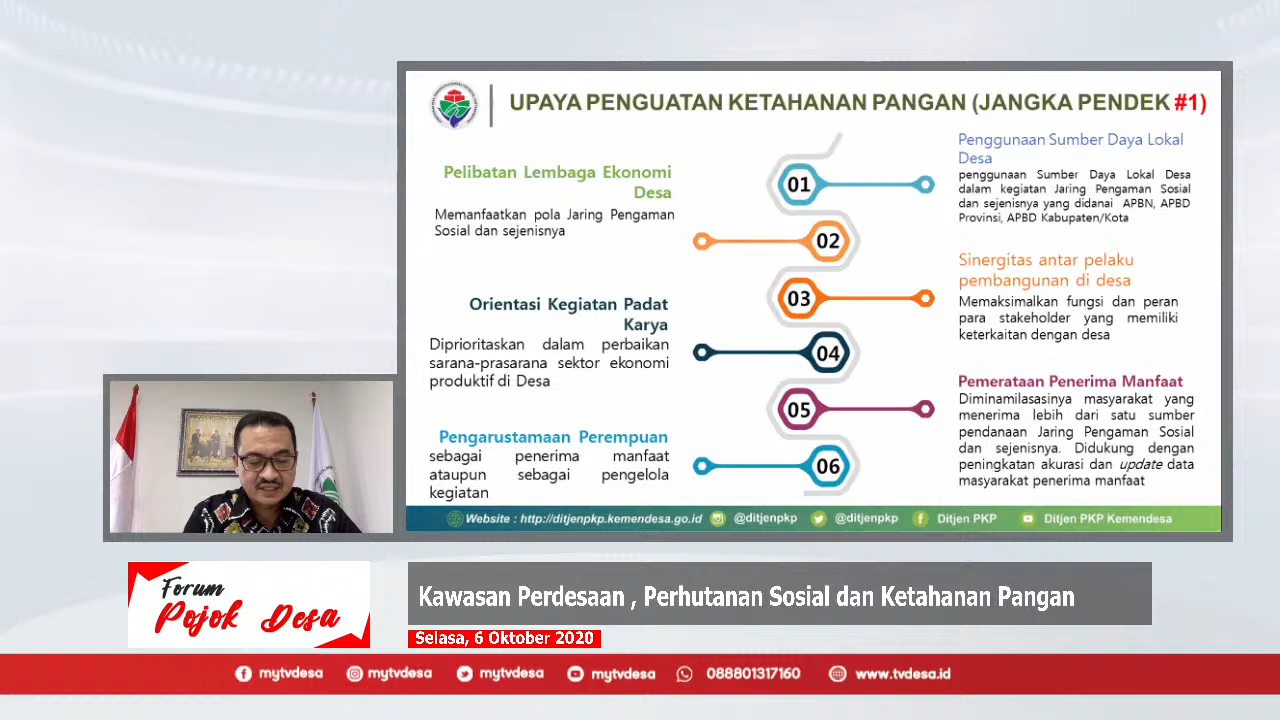 UPAYA PENGUATAN KETAHANAN PANGAN (JANGKA PENDEK #1)
Penggunaan Sumber Daya Lokal
Desa
penggunaan Sumber Daya Lokal Desa
dalam kegiatan Jaring Pengaman Sosial
dan sejenisnya yang didanai APBN, APBD
Provinsi, APBD Kabupaten/Kota
01
Pelibatan Lembaga Ekonomi
Desa
Memanfaatkan pola Jaring Pengaman
Sosial dan sejenisnya
02
Sinergitas antar pelaku
pembangunan di desa
Memaksimalkan fungsi dan peran
para stakeholder yang memiliki
keterkaitan dengan desa
03
Orientasi Kegiatan Padat
Karya
Diprioritaskan dalam perbaikan
sarana-prasarana sektor ekonomi
produktif di Desa
04
Pemerataan Penerima Manfaat
Diminamilasasinya masyarakat yang
menerima lebih dari satu sumber
pendanaan Jaring Pengaman Sosial
dan sejenisnya. Didukung dengan
peningkatan akurasi dan update data
masyarakat penerima manfaat
05
Pengarustamaan Perempuan
sebagai penerima manfaat
ataupun sebagai pengelola
kegiatan
06
Website : http://ditjenpkp.kemendesa.go.id @ditjenpkp @ditjenpkp Ditjen PKP Ditjen PKP Kemendesa
Forum
Pojok Desa
Kawasan Perdesaan , Perhutanan Sosial dan Ketahanan Pangan
Selasa, 6 Oktober 2020
mytvdesa mytvdesa mytvdesa mytvdesa 088801317160 www.tvdesa.id